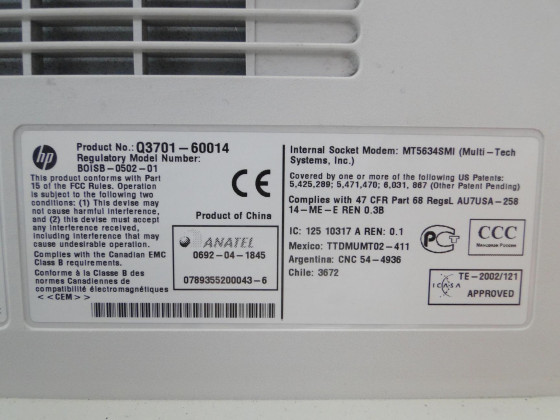 hp
Product No.: Q3701-60014
Regulatory Model Number:
BOISB-0502-01
This device complies with Part
15 of the FCC Rules. Operation
is subject to the following two
conditions: (1) This device may
not cause harmful interference,
and (2) this device must accept
any interference received,
including interference that may
cause undesirable operation.
Complies with the Canadian EMC
Class B requirements.
Conforme à la Classe B des
normes Canadiennes de
compatibilité électromagnétiques
<<CEM>>
CE
Product of China
ANATEL
0692-04-1845
0789355200043-6
Internal Socket Modem: MT5634SMI (Multi-Tech
Systems, Inc.)
Covered by one or more of the following US Patents:
5,425,289; 5,471,470; 6,031, 867 (Other Patent Pending)
Complies with 47 CFR Part 68 RegeL AU7USA-258
14-ME-E REN 0.3B
IC: 125 10317 A REN: 0.1
Mexico: TTDMUMT02-411
Argentina: CNC 54-4936
Chile: 3672
CCC
TE-2002/121
ICASA
APPROVED